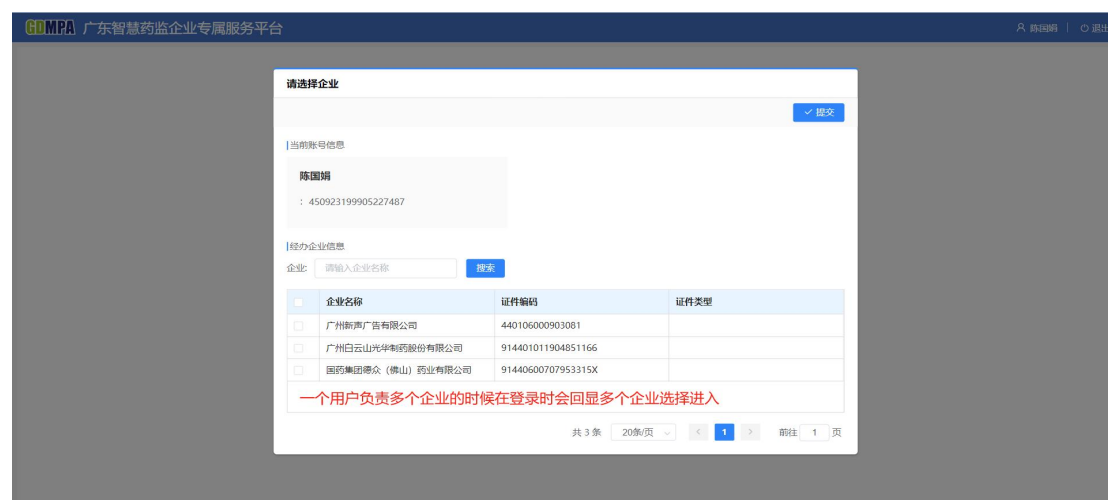 GDMPA 广东智慧药监企业专属服务平台
陈国娟 退出
请选择企业
提交
当前账号信息
陈国娟
: 450923199905227487
经办企业信息
企业: 请输入企业名称 搜索
企业名称 证件编码 证件类型
广州新声广告有限公司 440106000903081
广州白云山光华制药股份有限公司 914401011904851166
国药集团德众（佛山）药业有限公司 91440600707953315X
一个用户负责多个企业的时候在登录时会回显多个企业选择进入
共 3 条 20条/页 < 1 > 前往 1 页